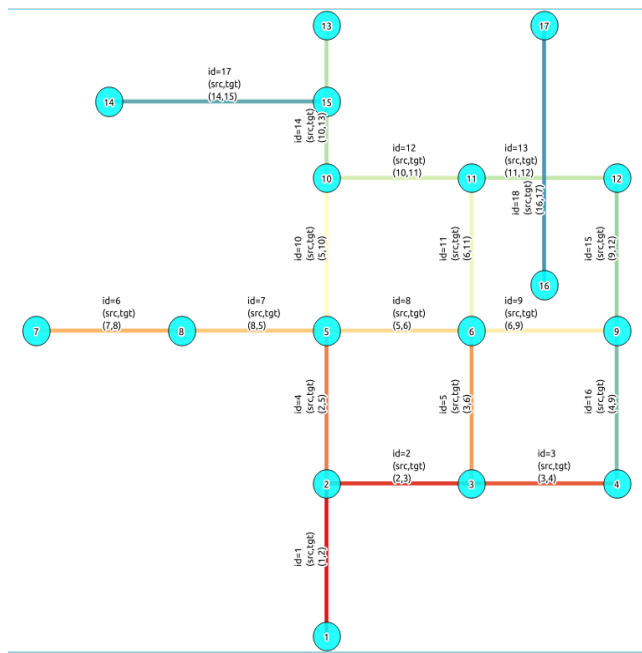 13
17
id=17
(src,tgt)
(14,15)
14
15
id=14
(src,tgt)
(10,13)
id=12
(src,tgt)
(10,11)
id=13
(src,tgt)
(11,12)
10
11
12
id=18
(src,tgt)
(16,17)
id=10
(src,tgt)
(5,10)
id=11
(src,tgt)
(6,11)
id=15
(src,tgt)
(9,12)
16
id=6
(src,tgt)
(7,8)
id=7
(src,tgt)
(8,5)
id=8
(src,tgt)
(5,6)
id=9
(src,tgt)
(6,9)
7
8
5
6
9
id=4
(src,tgt)
(2,5)
id=5
(src,tgt)
(3,6)
id=16
(src,tgt)
(4,9)
id=2
(src,tgt)
(2,3)
id=3
(src,tgt)
(3,4)
2
3
4
id=1
(src,tgt)
(1,2)
1